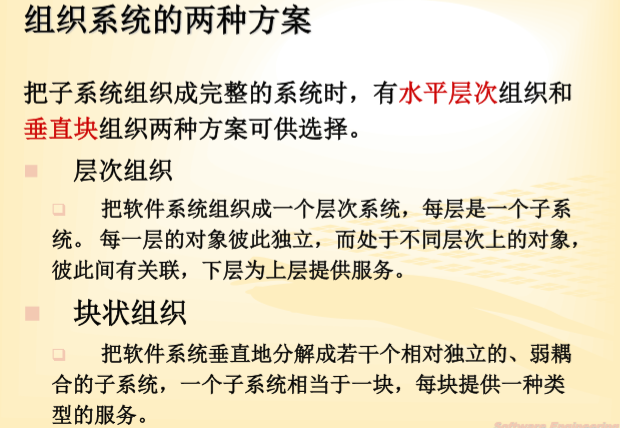 组织系统的两种方案
把子系统组织成完整的系统时，有水平层次组织和
垂直块组织两种方案可供选择。
层次组织
把软件系统组织成一个层次系统，每层是一个子系
统。 每一层的对象彼此独立，而处于不同层次上的对象，
彼此间有关联，下层为上层提供服务。
块状组织
把软件系统垂直地分解成若干个相对独立的、弱耦
合的子系统，一个子系统相当于一块，每块提供一种类
型的服务。
Software Engineering